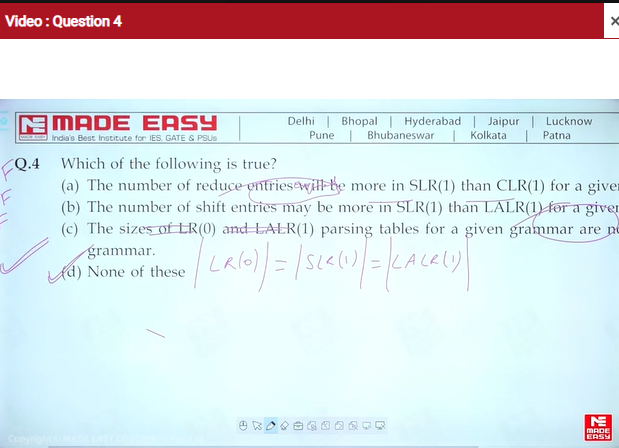 Video : Question 4
×
MADE EASY
India's Best Institute for IES, GATE & PSUs
Delhi | Bhopal | Hyderabad | Jaipur | Lucknow
Pune | Bhubaneswar | Kolkata | Patna
F
Q.4 Which of the following is true?
(a) The number of reduce entries will be more in SLR(1) than CLR(1) for a given
F
(b) The number of shift entries may be more in SLR(1) than LALR(1) for a given
F
(c) The sizes of LR(0) and LALR(1) parsing tables for a given grammar are
grammar.
(d) None of these
|LR(0)| = |SLR(1)| = |LALR(1)|
MADE
EASY